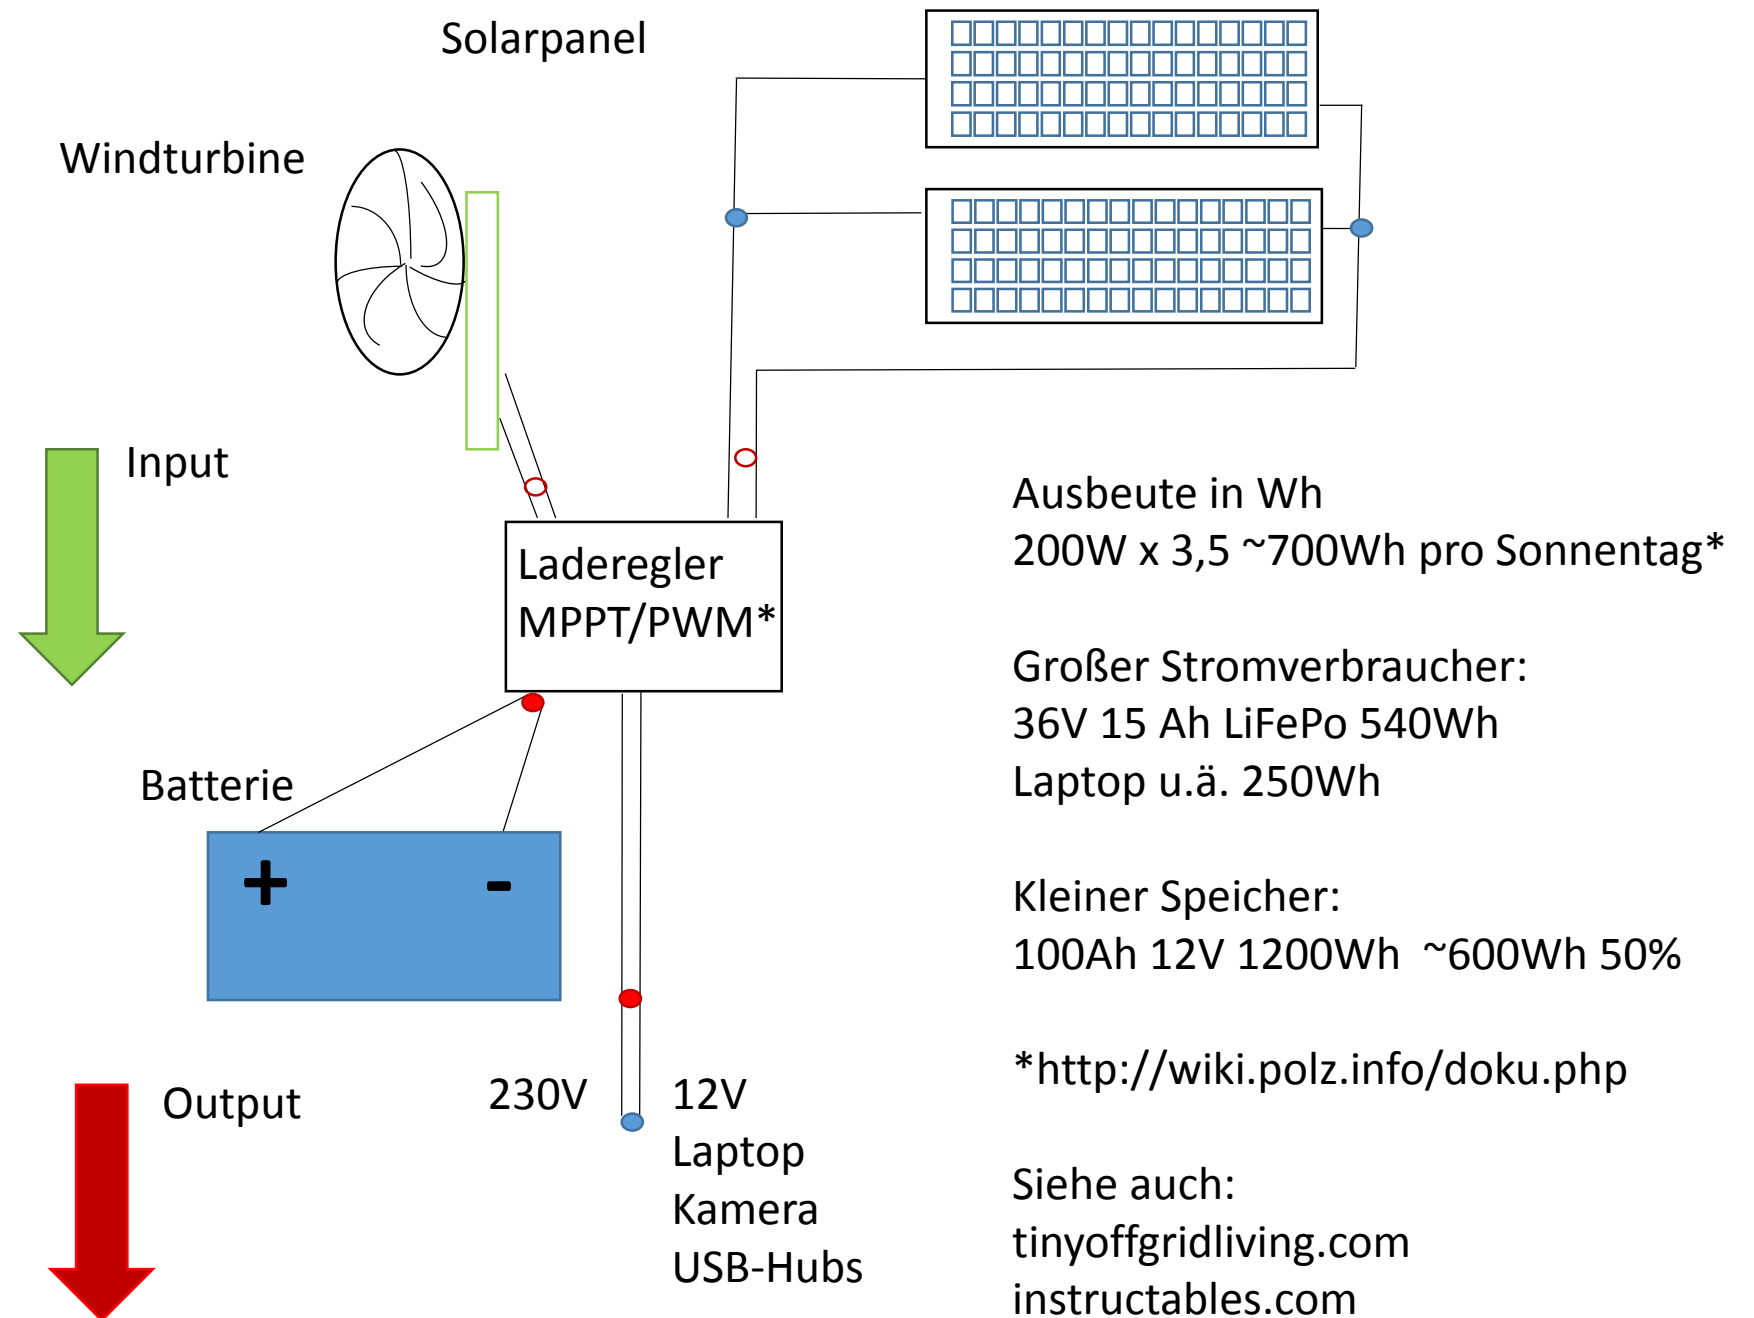 Solarpanel
Windturbine
Input
Laderegler
MPPT/PWM*
Batterie
+ -
Output
230V
12V
Laptop
Kamera
USB-Hubs
Ausbeute in Wh
200W x 3,5 ~700Wh pro Sonnentag*
Großer Stromverbraucher:
36V 15 Ah LiFePo 540Wh
Laptop u.ä. 250Wh
Kleiner Speicher:
100Ah 12V 1200Wh  ~600Wh 50%
*http://wiki.polz.info/doku.php
Siehe auch:
tinyoffgridliving.com
instructables.com